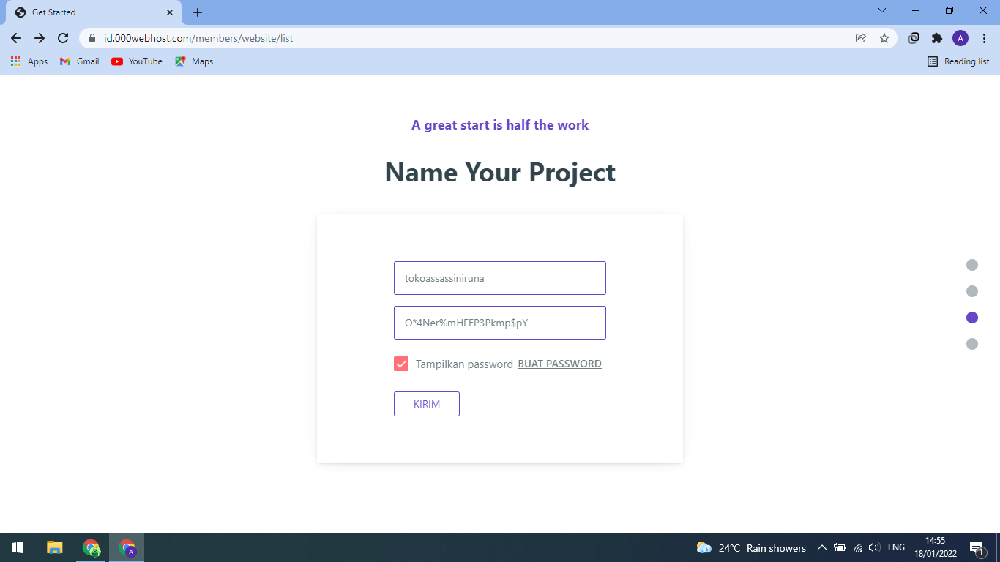 Get Started
id.000webhost.com/members/website/list
A
Apps Gmail YouTube Maps Reading list
A great start is half the work
Name Your Project
tokoassassiniruna
O*4Ner%mHFEP3Pkmp$pY
Tampilkan password BUAT PASSWORD
KIRIM
A
24°C Rain showers ENG
14:55
18/01/2022
1